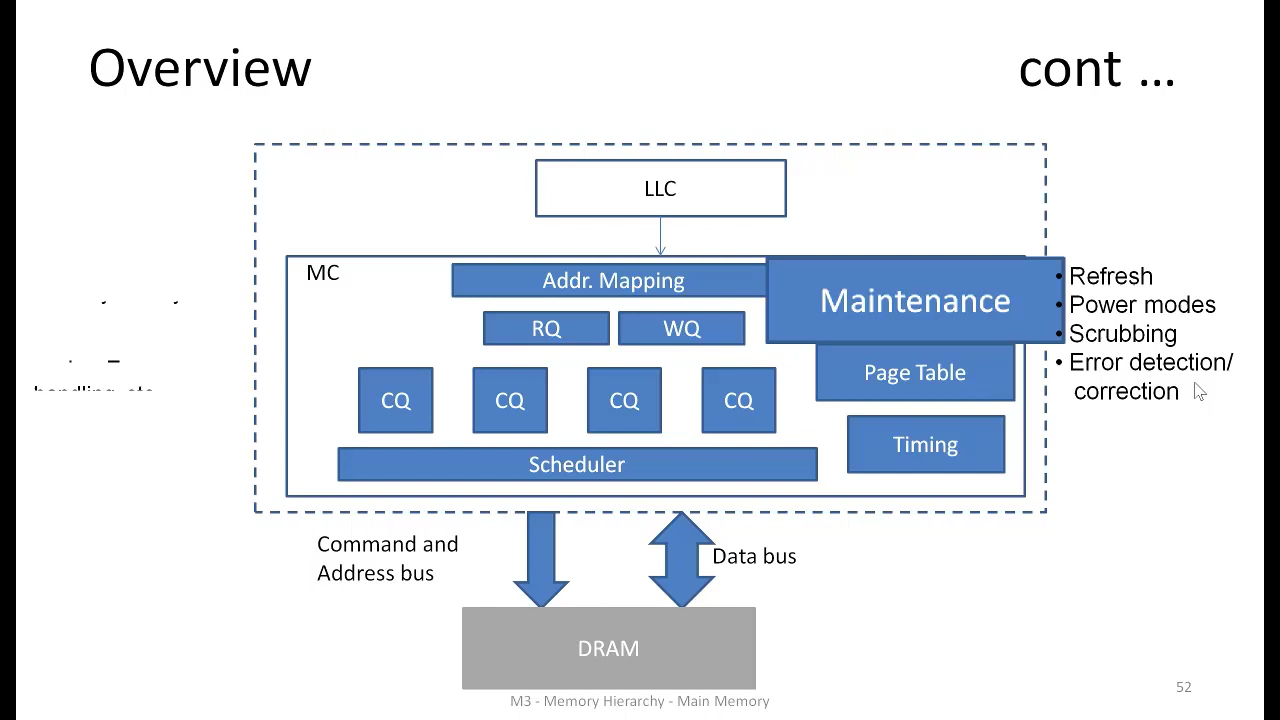 Overview cont ...
LLC
MC
Addr. Mapping
Maintenance
• Refresh
• Power modes
• Scrubbing
• Error detection/
correction
RQ
WQ
Page Table
CQ
CQ
CQ
CQ
Timing
Scheduler
Command and
Address bus
Data bus
DRAM
M3 - Memory Hierarchy - Main Memory
52